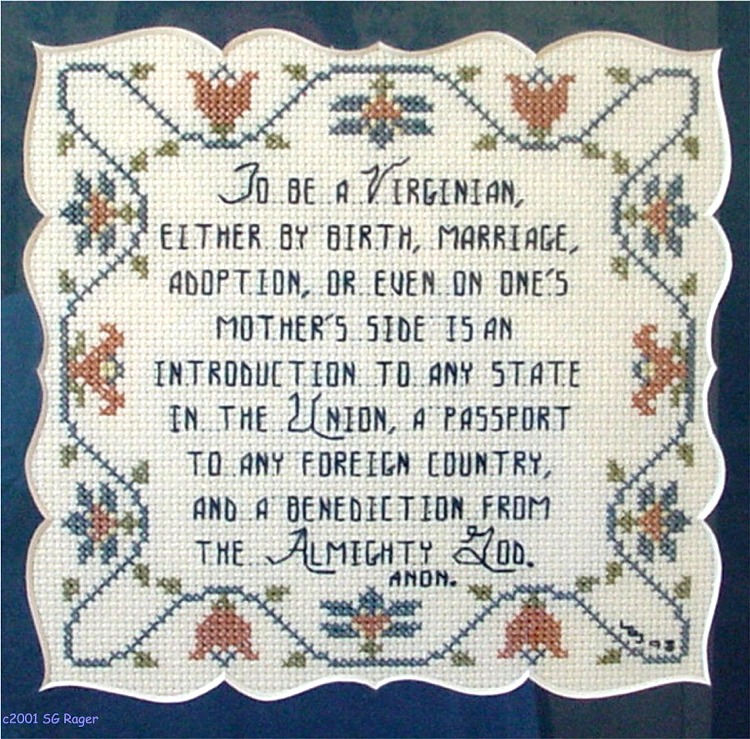 To be a Virginian,
either by birth, marriage,
adoption, or even on one's
mother's side is an
introduction to any state
in the Union, a passport
to any foreign country,
and a benediction from
the Almighty God.
Anon.
c2001 SG Rager